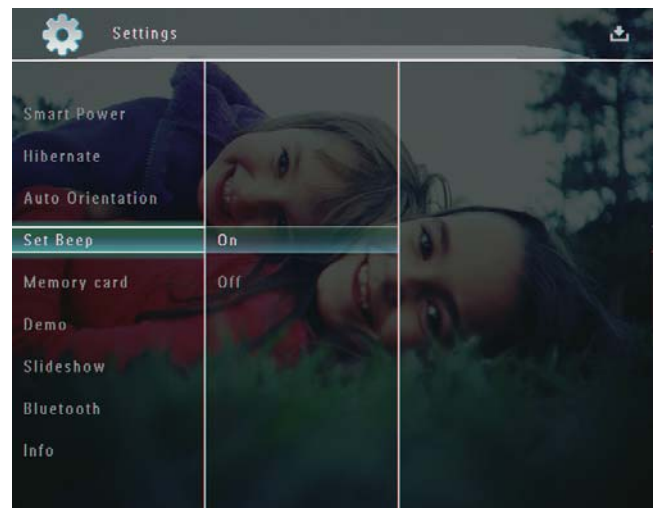 Settings
Smart Power
Hibernate
Auto Orientation
Set Beep
On
Memory card
Off
Demo
Slideshow
Bluetooth
Info